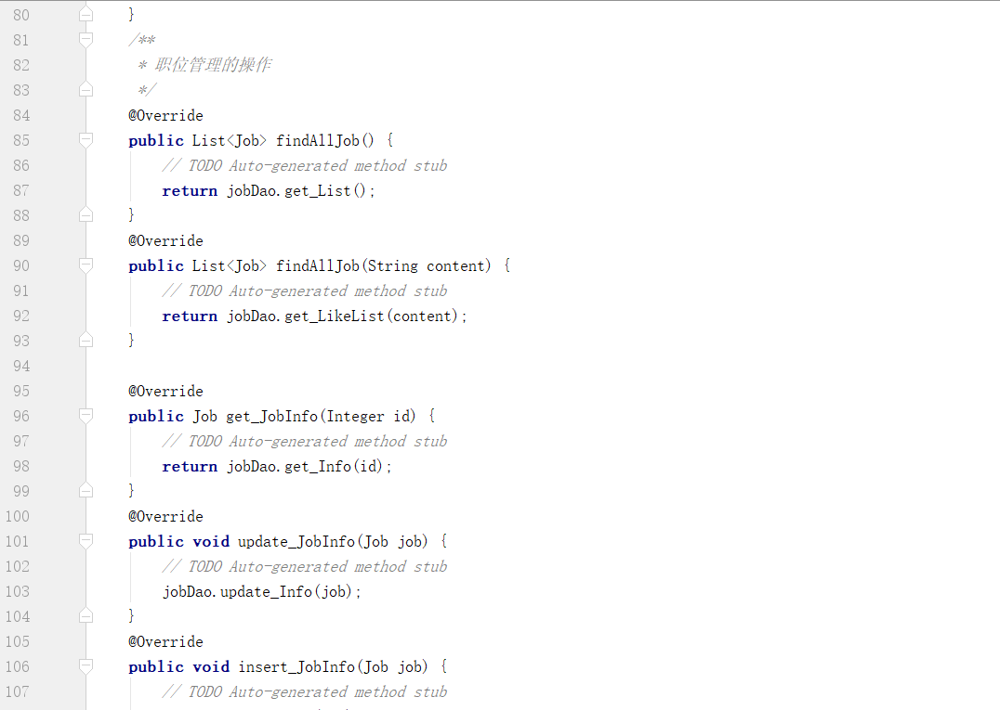 80 }
81 /**
82 * 职位管理的操作
83 */
84 @Override
85 public List<Job> findAllJob() {
86 // TODO Auto-generated method stub
87 return jobDao.get_List();
88 }
89 @Override
90 public List<Job> findAllJob(String content) {
91 // TODO Auto-generated method stub
92 return jobDao.get_LikeList(content);
93 }
94
95 @Override
96 public Job get_JobInfo(Integer id) {
97 // TODO Auto-generated method stub
98 return jobDao.get_Info(id);
99 }
100 @Override
101 public void update_JobInfo(Job job) {
102 // TODO Auto-generated method stub
103 jobDao.update_Info(job);
104 }
105 @Override
106 public void insert_JobInfo(Job job) {
107 // TODO Auto-generated method stub